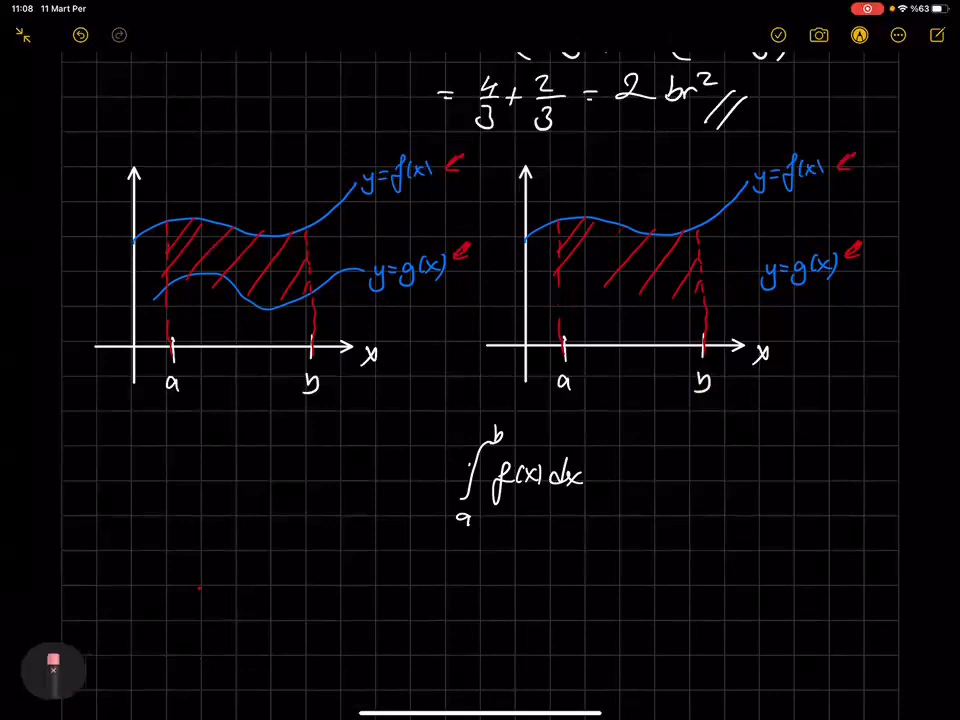 11:08 11 Mart Per %63
= 4/3 + 2/3 = 2 br² //
y=f(x)
y=f(x)
y=g(x)
y=g(x)
x
x
a b
a b
∫ₐᵇ f(x) dx